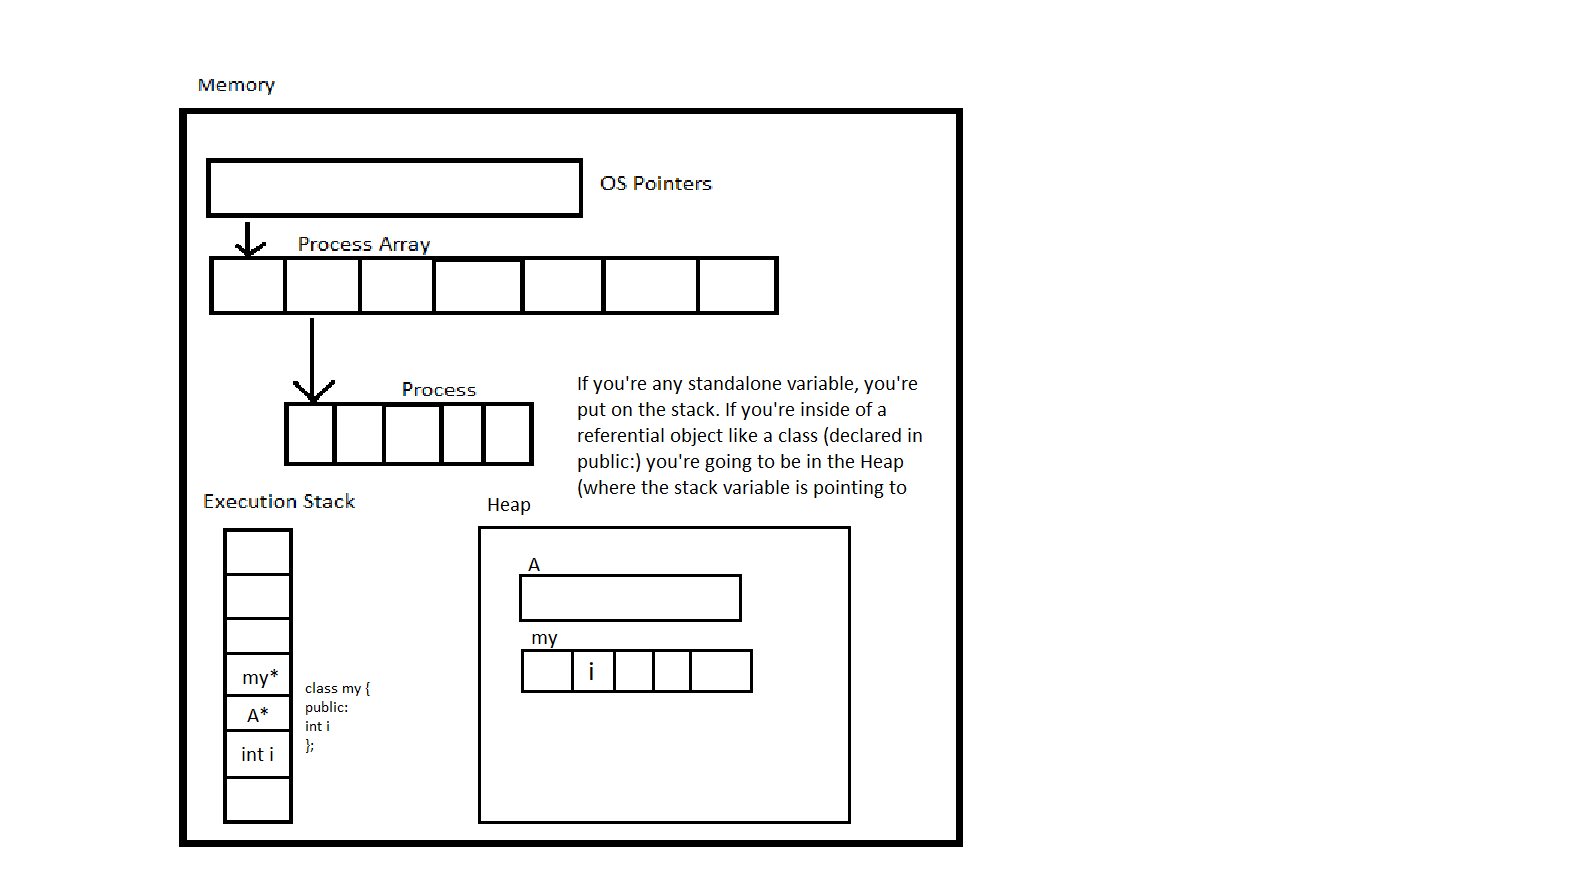 Memory
OS Pointers
Process Array
Process
If you're any standalone variable, you're
put on the stack. If you're inside of a
referential object like a class (declared in
public:) you're going to be in the Heap
(where the stack variable is pointing to
Execution Stack
Heap
A
my
i
my*
A*
int i
class my {
public:
int i
};